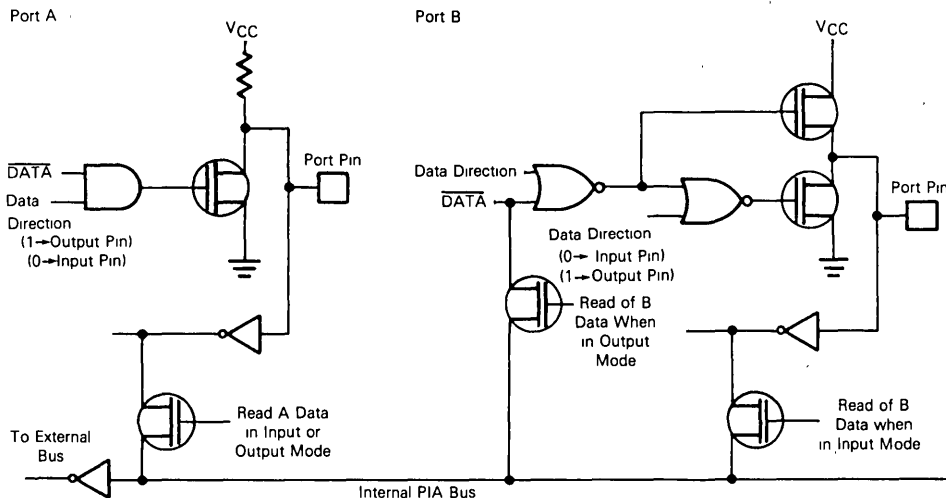 Port A
VCC
DATA
Data
Direction
(1→Output Pin)
(0→Input Pin)
Port Pin
Read A Data
in Input or
Output Mode
To External
Bus
Internal PIA Bus
Port B
VCC
Data Direction
DATA
Data Direction
(0→ Input Pin)
(1→Output Pin)
Port Pin
Read of B
Data When
in Output
Mode
Read of B
Data when
in Input Mode